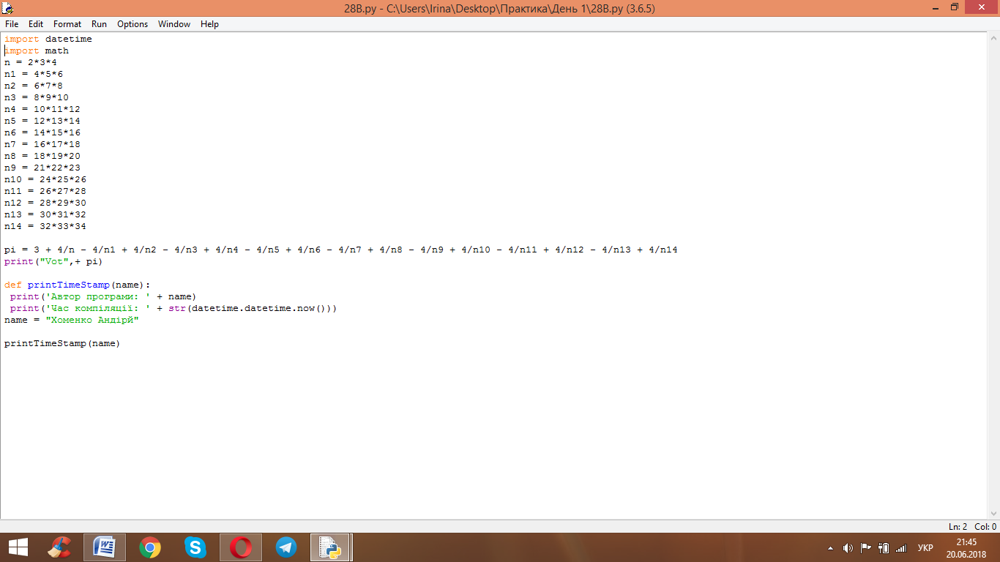 28B.py - C:\Users\Irina\Desktop\Практика\День 1\28B.py (3.6.5)
File Edit Format Run Options Window Help
import datetime
import math
n = 2*3*4
n1 = 4*5*6
n2 = 6*7*8
n3 = 8*9*10
n4 = 10*11*12
n5 = 12*13*14
n6 = 14*15*16
n7 = 16*17*18
n8 = 18*19*20
n9 = 21*22*23
n10 = 24*25*26
n11 = 26*27*28
n12 = 28*29*30
n13 = 30*31*32
n14 = 32*33*34
pi = 3 + 4/n - 4/n1 + 4/n2 - 4/n3 + 4/n4 - 4/n5 + 4/n6 - 4/n7 + 4/n8 - 4/n9 + 4/n10 - 4/n11 + 4/n12 - 4/n13 + 4/n14
print("Vot",+ pi)
def printTimeStamp(name):
 print('Автор програми: ' + name)
 print('Час компіляції: ' + str(datetime.datetime.now()))
name = "Хоменко Андірй"
printTimeStamp(name)
Ln: 2 Col: 0
УКР
21:45
20.06.2018